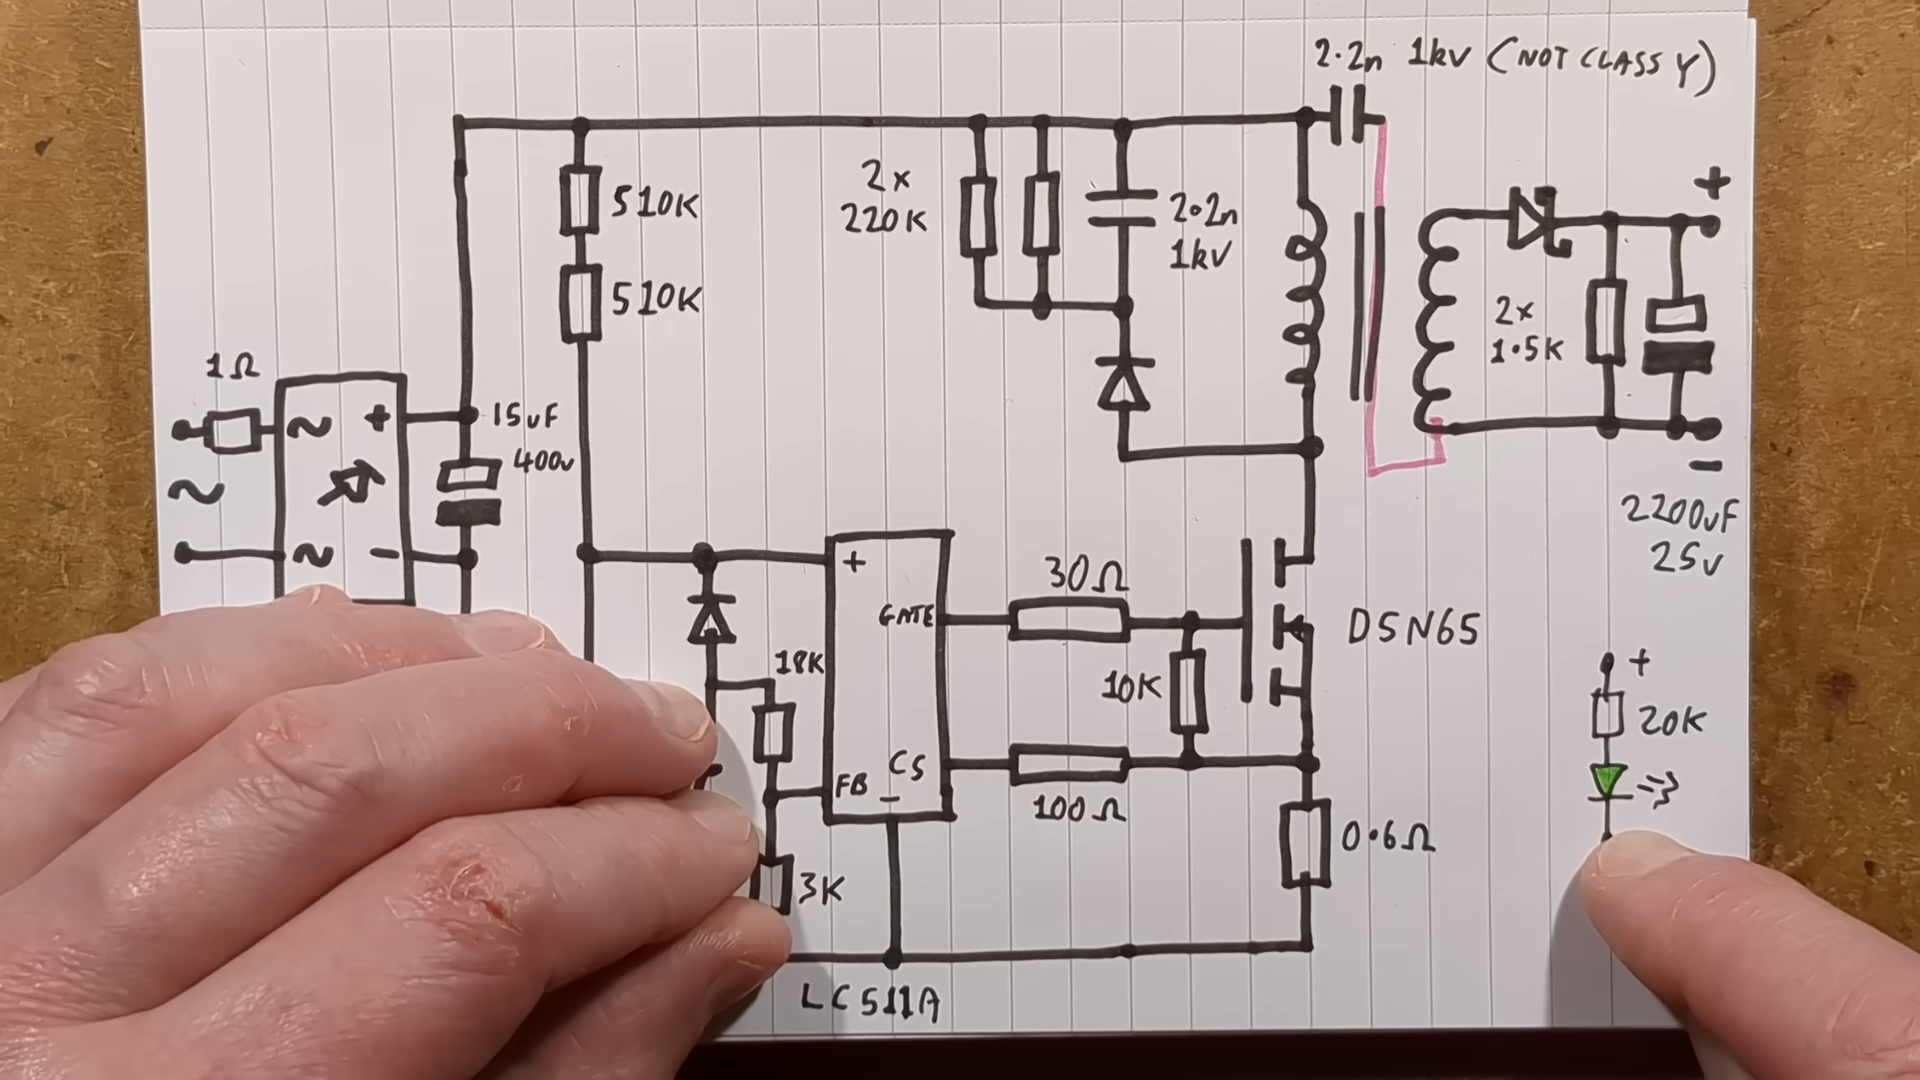 2.2n 1kV (NOT CLASS Y)
510K
2x
220K
2.2n
1kV
+
510K
2x
1.5K
1Ω
~
+
15uF
400v
~
~
-
-
2200uF
25v
+
GATE
30Ω
D5N65
18K
10K
+
20K
FB
CS
-
100Ω
0.6Ω
3K
LC511A